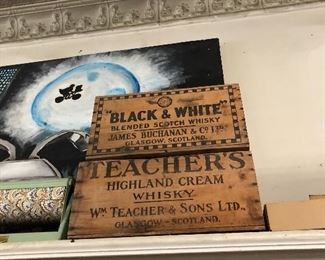 "BLACK & WHITE"
BLENDED SCOTCH WHISKY
JAMES BUCHANAN & CO LTD.
GLASGOW, SCOTLAND.
TEACHER'S
HIGHLAND CREAM
WHISKY
WM TEACHER & SONS LTD.,
GLASGOW - SCOTLAND.